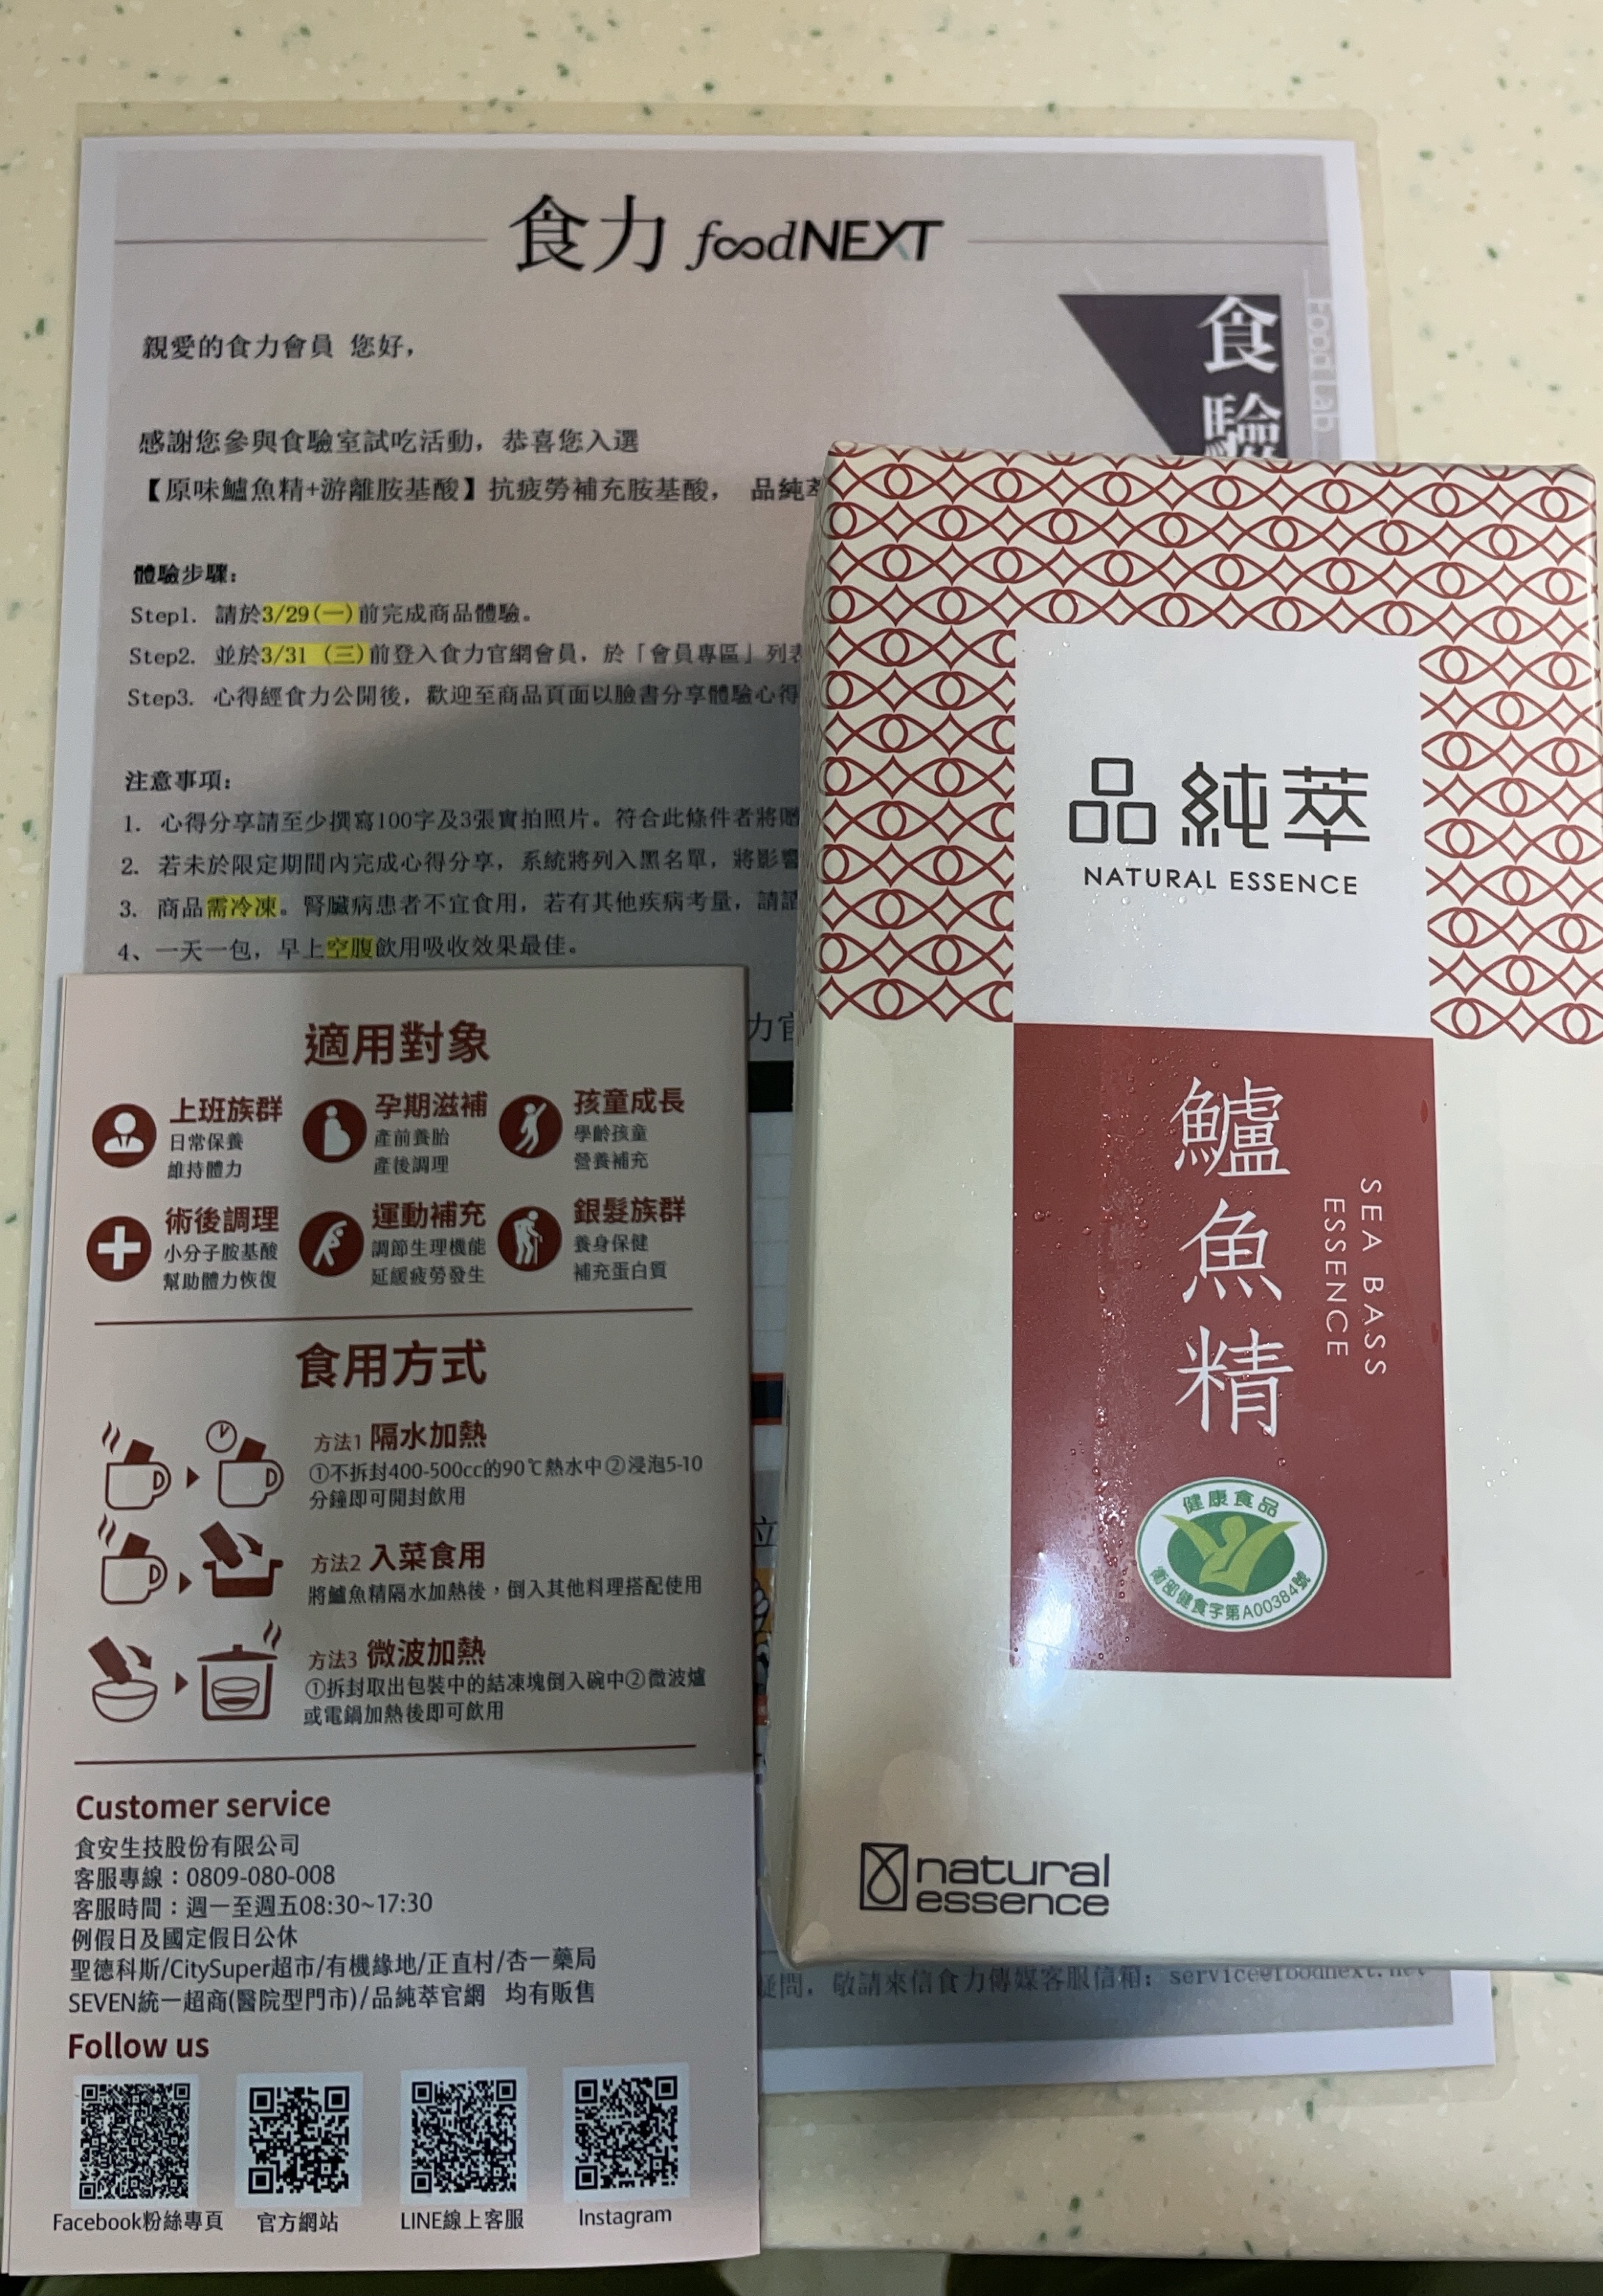 食力 foodNEXT
Food Lab
食驗
親愛的食力會員 您好，
感謝您參與食驗室試吃活動，恭喜您入選
【原味鱸魚精+游離胺基酸】抗疲勞補充胺基酸， 品純
體驗步驟：
Step1. 請於3/29(一)前完成商品體驗。
Step2. 並於3/31 (三)前登入食力官網會員，於「會員專區」列
Step3. 心得經食力公開後，歡迎至商品頁面以臉書分享體驗心得
注意事項：
1. 心得分享請至少撰寫100字及3張實拍照片。符合此條件者將
2. 若未於限定期間內完成心得分享，系統將列入黑名單，將影響
3. 商品需冷凍。腎臟病患者不宜食用，若有其他疾病考量，請
4、一天一包，早上空腹飲用吸收效果最佳。
力官
疑問，敬請來信食力傳媒客服信箱：service@foodnext.net
適用對象
上班族群
日常保養
維持體力
孕期滋補
產前養胎
產後調理
孩童成長
學齡孩童
營養補充
術後調理
小分子胺基酸
幫助體力恢復
運動補充
調節生理機能
延緩疲勞發生
銀髮族群
養身保健
補充蛋白質
食用方式
方法1 隔水加熱
①不拆封400-500cc的90℃熱水中②浸泡5-10
分鐘即可開封飲用
方法2 入菜食用
將鱸魚精隔水加熱後，倒入其他料理搭配使用
方法3 微波加熱
①拆封取出包裝中的結凍塊倒入碗中②微波爐
或電鍋加熱後即可飲用
Customer service
食安生技股份有限公司
客服專線：0809-080-008
客服時間：週一至週五08:30~17:30
例假日及國定假日公休
聖德科斯/CitySuper超市/有機緣地/正直村/杏一藥局
SEVEN統一超商(醫院型門市)/品純萃官網 均有販售
Follow us
Facebook粉絲專頁
官方網站
LINE線上客服
Instagram
品純萃
NATURAL ESSENCE
鱸魚精
SEA BASS
ESSENCE
健康食品
衛部健食字第A00384號
natural
essence